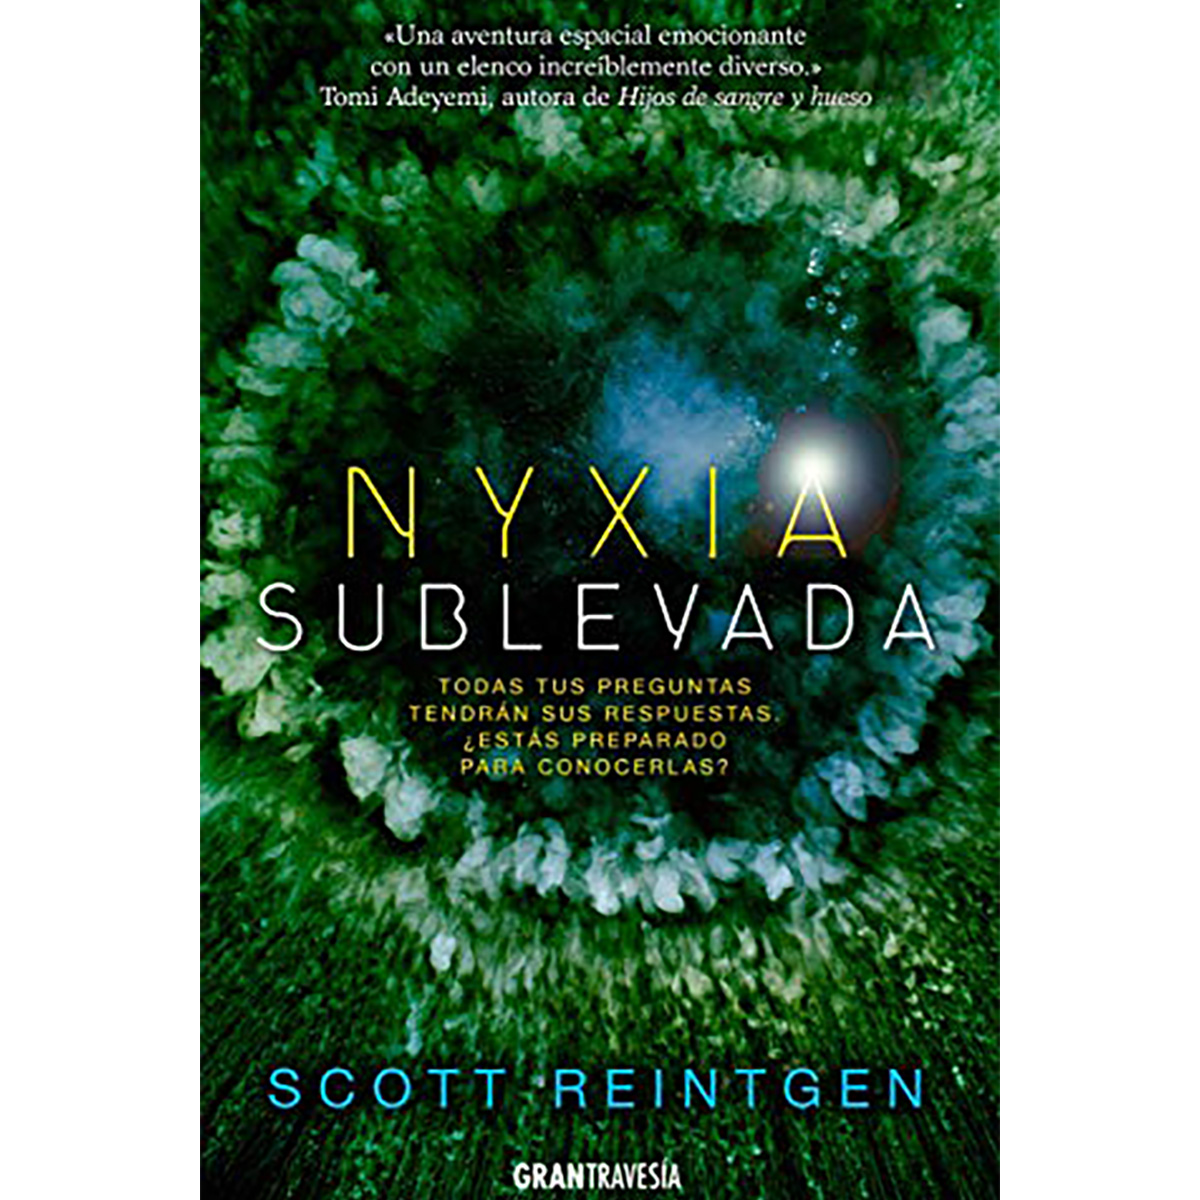 «Una aventura espacial emocionante
con un elenco increíblemente diverso.»
Tomi Adeyemi, autora de Hijos de sangre y hueso
NYXIA
SUBLEVADA
TODAS TUS PREGUNTAS
TENDRÁN SUS RESPUESTAS.
¿ESTÁS PREPARADO
PARA CONOCERLAS?
SCOTT REINTGEN
GRANTRAVESÍA